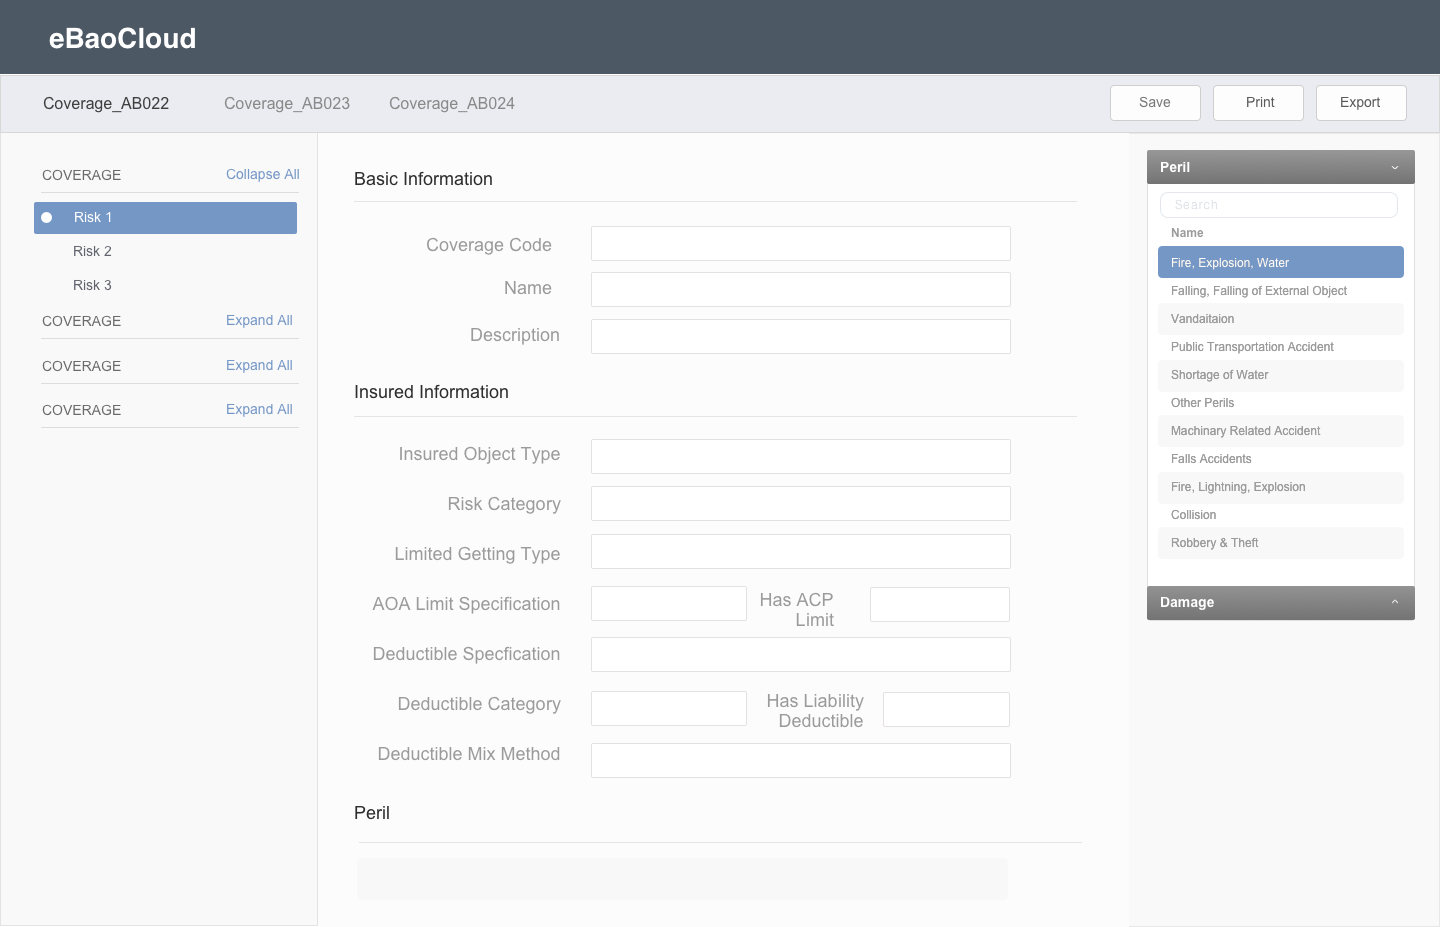 eBaoCloud
Coverage_AB022
Coverage_AB023
Coverage_AB024
Save
Print
Export
COVERAGE
Collapse All
Risk 1
Risk 2
Risk 3
COVERAGE
Expand All
COVERAGE
Expand All
COVERAGE
Expand All
Basic Information
Coverage Code
Name
Description
Insured Information
Insured Object Type
Risk Category
Limited Getting Type
AOA Limit Specification
Has ACP
Limit
Deductible Specfication
Deductible Category
Has Liability
Deductible
Deductible Mix Method
Peril
Peril
Search
Name
Fire, Explosion, Water
Falling, Falling of External Object
Vandaitaion
Public Transportation Accident
Shortage of Water
Other Perils
Machinary Related Accident
Falls Accidents
Fire, Lightning, Explosion
Collision
Robbery & Theft
Damage